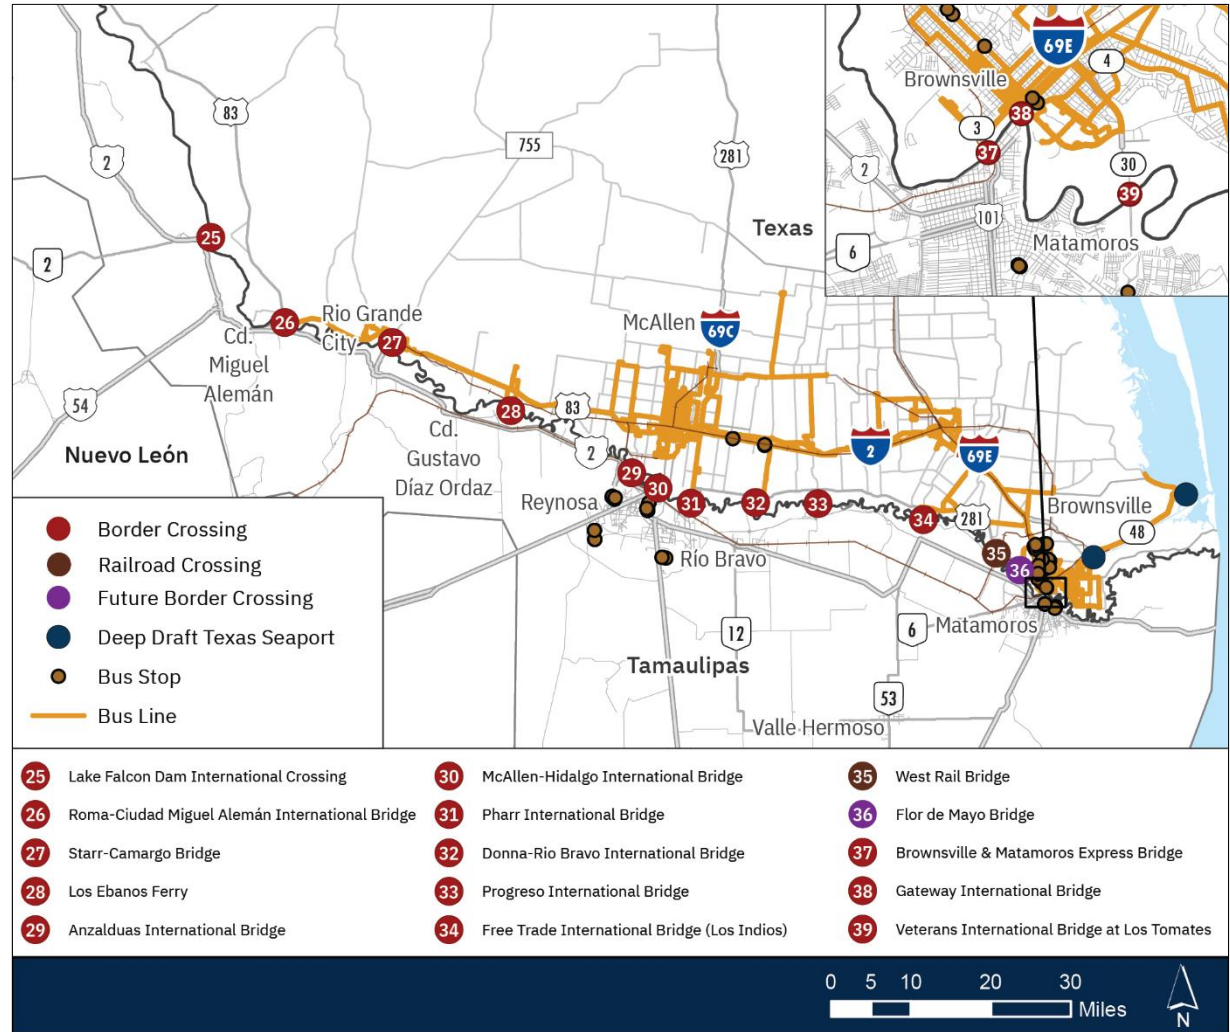 83
2
755
281
Texas
25
2
26
Rio Grande
City
27
Cd.
Miguel
Alemán
54
McAllen
69C
28
83
2
Cd.
Gustavo
Díaz Ordaz
Nuevo León
29
30
31
32
33
34
Reynosa
Río Bravo
2
69E
281
Brownsville
48
35
36
Matamoros
12
6
Tamaulipas
53
Valle Hermoso
69E
4
Brownsville
38
3
37
30
2
39
101
6
Matamoros
Border Crossing
Railroad Crossing
Future Border Crossing
Deep Draft Texas Seaport
Bus Stop
Bus Line
25 Lake Falcon Dam International Crossing
26 Roma-Ciudad Miguel Alemán International Bridge
27 Starr-Camargo Bridge
28 Los Ebanos Ferry
29 Anzalduas International Bridge
30 McAllen-Hidalgo International Bridge
31 Pharr International Bridge
32 Donna-Rio Bravo International Bridge
33 Progreso International Bridge
34 Free Trade International Bridge (Los Indios)
35 West Rail Bridge
36 Flor de Mayo Bridge
37 Brownsville & Matamoros Express Bridge
38 Gateway International Bridge
39 Veterans International Bridge at Los Tomates
0 5 10 20 30
Miles
N